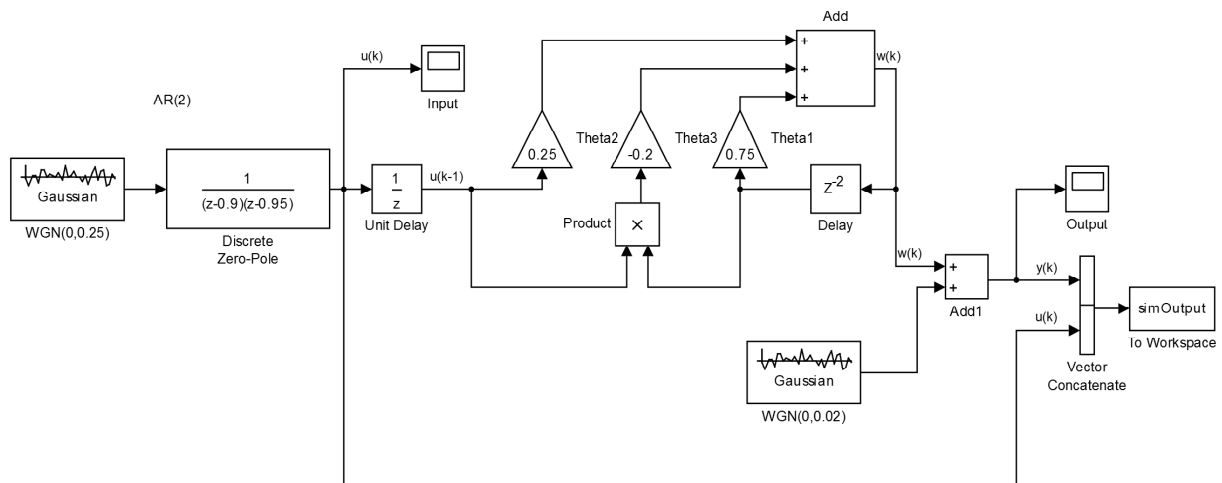 Add
+
+
+
w(k)
u(k)
Input
ΛR(2)
Theta2
Theta3
Theta1
0.25
-0.2
0.75
Gaussian
WGN(0,0.25)
1
(z-0.9)(z-0.95)
Discrete
Zero-Pole
1
z
Unit Delay
u(k-1)
Product
×
Z-2
Delay
Output
w(k)
+
+
Add1
y(k)
u(k)
simOutput
Io Workspace
Vector
Concatenate
Gaussian
WGN(0,0.02)